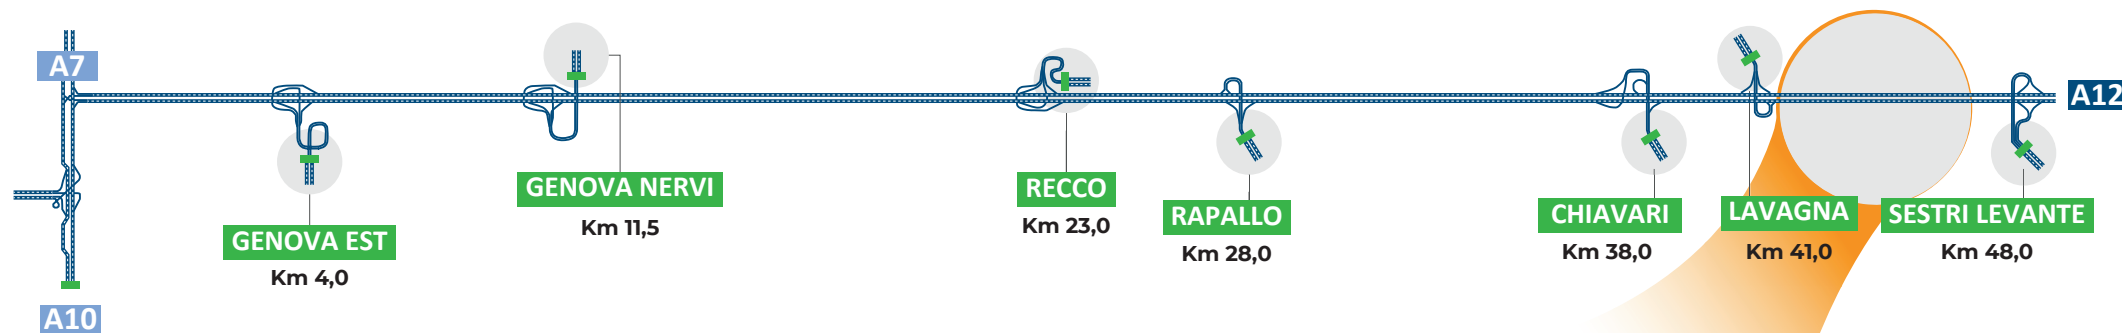 A7
A12
GENOVA EST
Km 4,0
GENOVA NERVI
Km 11,5
RECCO
Km 23,0
RAPALLO
Km 28,0
CHIAVARI
Km 38,0
LAVAGNA
Km 41,0
SESTRI LEVANTE
Km 48,0
A10